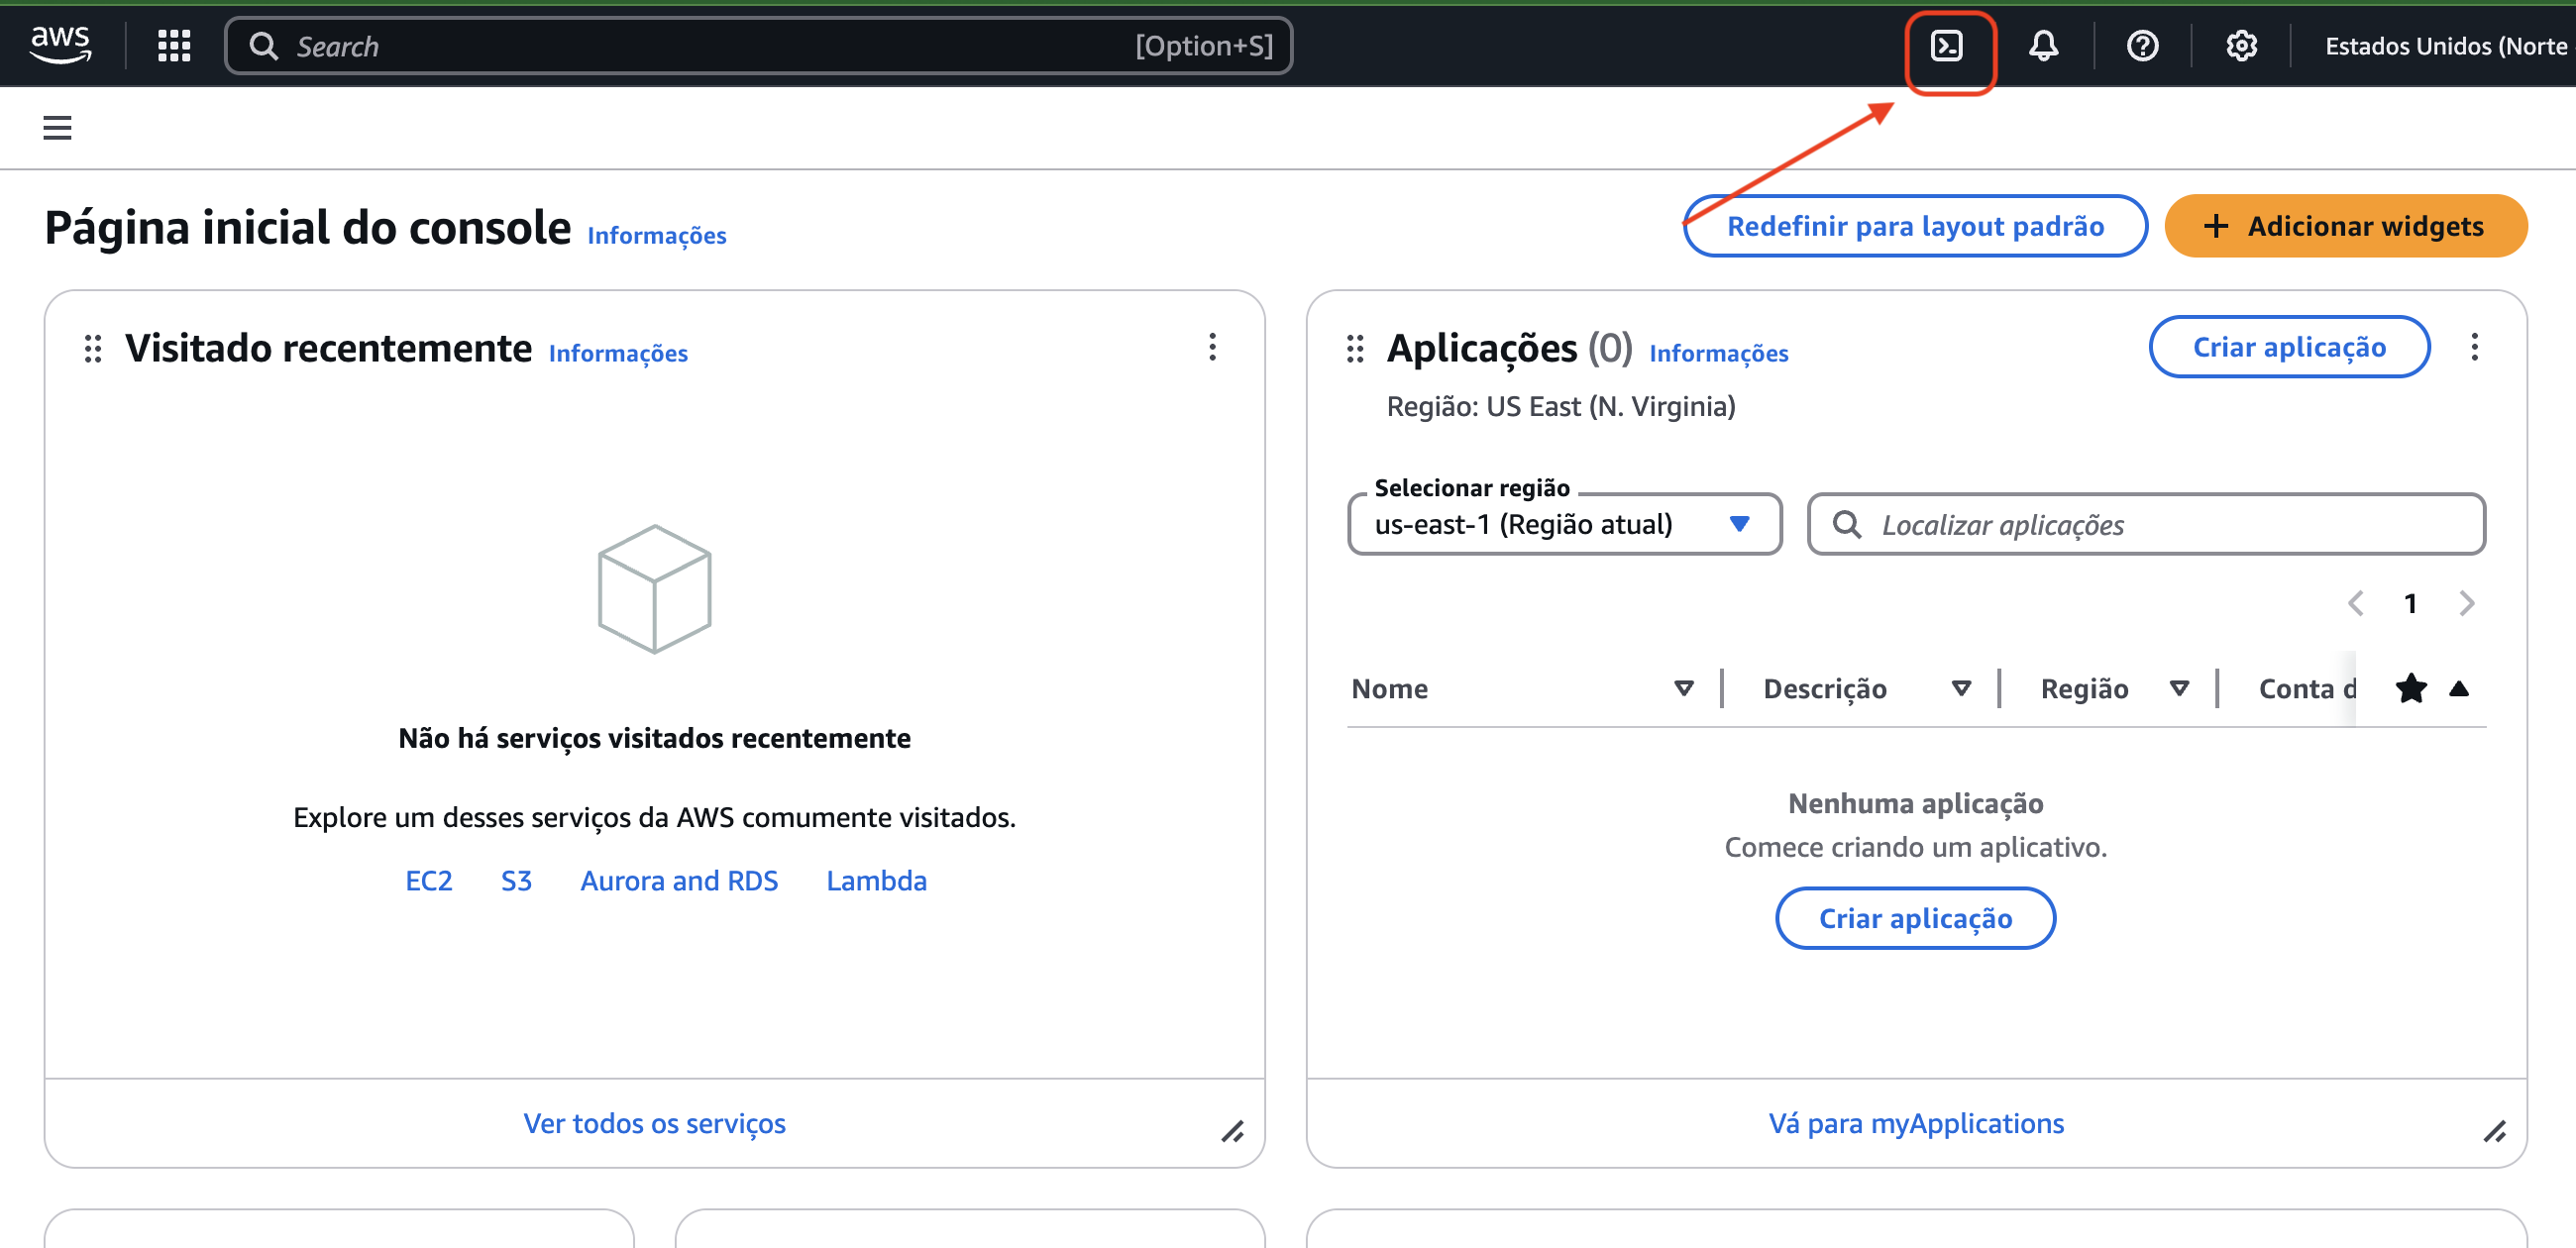 aws
Search [Option+S]
Estados Unidos (Norte
Página inicial do console Informações
Redefinir para layout padrão
+ Adicionar widgets
Visitado recentemente Informações
Não há serviços visitados recentemente
Explore um desses serviços da AWS comumente visitados.
EC2 S3 Aurora and RDS Lambda
Ver todos os serviços
Aplicações (0) Informações
Criar aplicação
Região: US East (N. Virginia)
Selecionar região
us-east-1 (Região atual)
Localizar aplicações
1
Nome Descrição Região Conta d
Nenhuma aplicação
Comece criando um aplicativo.
Criar aplicação
Vá para myApplications